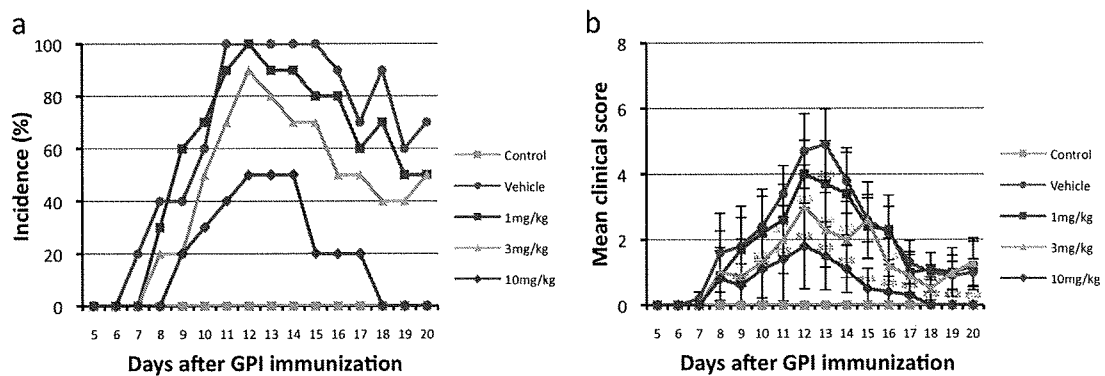 a
Incidence (%)
100
80
60
40
20
0
5 6 7 8 9 10 11 12 13 14 15 16 17 18 19 20
Days after GPI immunization
Control
Vehicle
1mg/kg
3mg/kg
10mg/kg
b
Mean clinical score
8
6
4
2
0
5 6 7 8 9 10 11 12 13 14 15 16 17 18 19 20
Days after GPI immunization
Control
Vehicle
1mg/kg
3mg/kg
10mg/kg